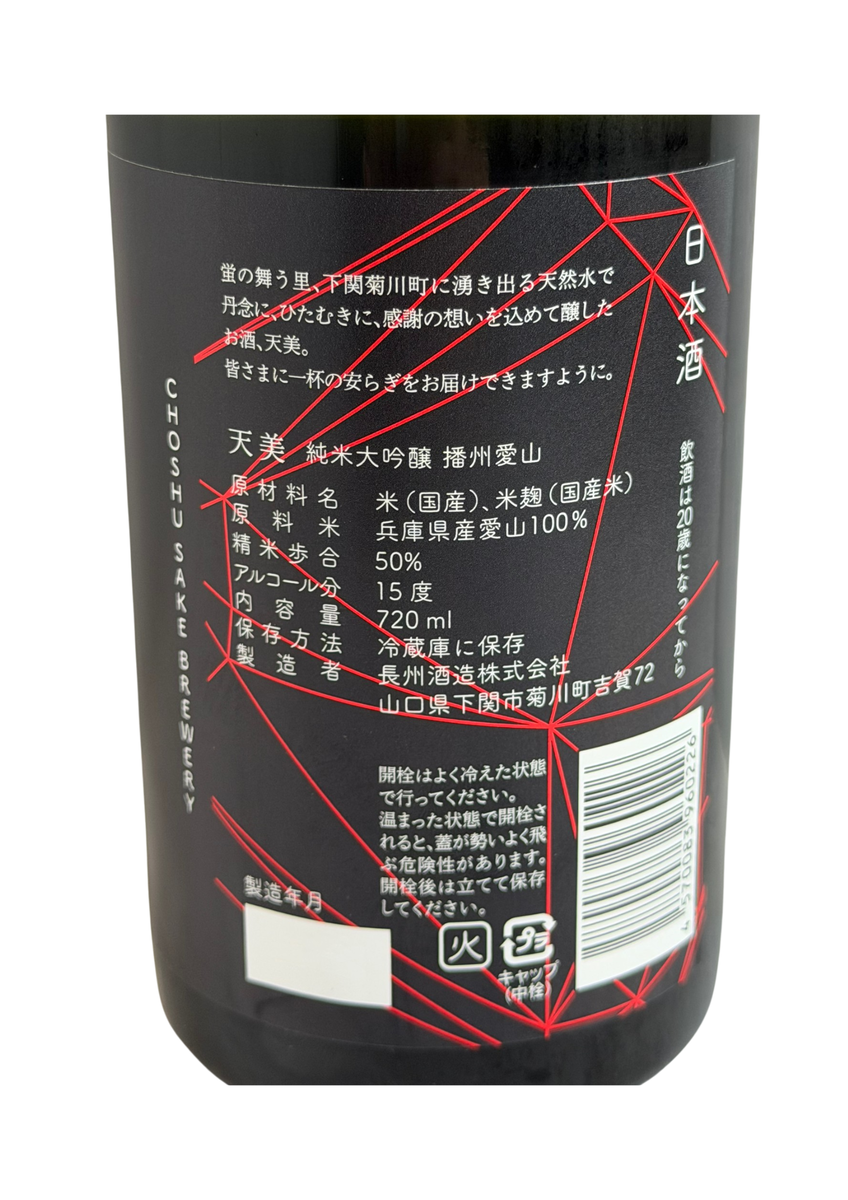 日本酒
飲酒は20歳になってから
蛍の舞う里、下関菊川町に湧き出る天然水で
丹念に、ひたむきに、感謝の想いを込めて醸した
お酒、天美。
皆さまに一杯の安らぎをお届けできますように。
CHOSHU SAKE BREWERY
天美 純米大吟醸 播州愛山
原材料名 米(国産)、米麹(国産米)
原料米 兵庫県産愛山100%
精米歩合 50%
アルコール分 15度
内容量 720 ml
保存方法 冷蔵庫に保存
製造者 長州酒造株式会社
山口県下関市菊川町吉賀72
開栓はよく冷えた状態
で行ってください。
温まった状態で開栓さ
れると、蓋が勢いよく飛
ぶ危険性があります。
開栓後は立てて保存
してください。
製造年月
火
プラ
キャップ
(中栓)
4570083960226